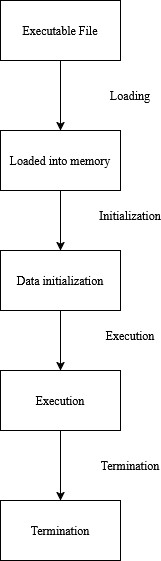 Executable File
Loading
Loaded into memory
Initialization
Data initialization
Execution
Execution
Termination
Termination